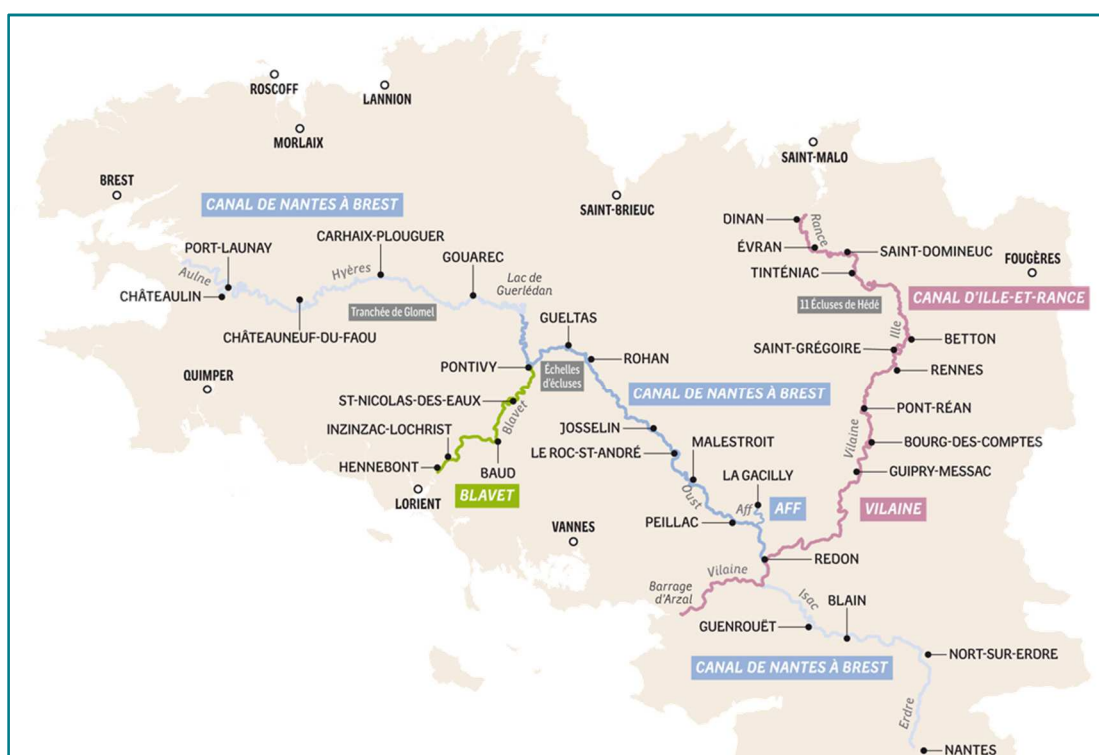 ROSCOFF
LANNION
MORLAIX
SAINT-MALO
BREST
CANAL DE NANTES À BREST
SAINT-BRIEUC
DINAN
Rance
PORT-LAUNAY
CARHAIX-PLOUGUER
ÉVRAN
SAINT-DOMINEUC
FOUGÈRES
GOUAREC
Aulne
Hyères
Lac de
Guerlédan
TINTÉNIAC
CHÂTEAULIN
Tranchée de Glomel
11 Écluses de Hédé
CANAL D'ILLE-ET-RANCE
CHÂTEAUNEUF-DU-FAOU
GUELTAS
Ille
BETTON
SAINT-GRÉGOIRE
QUIMPER
PONTIVY
Échelles
d'écluses
ROHAN
RENNES
ST-NICOLAS-DES-EAUX
Blavet
CANAL DE NANTES À BREST
PONT-RÉAN
INZINZAC-LOCHRIST
JOSSELIN
MALESTROIT
Vilaine
BOURG-DES-COMPTES
LE ROC-ST-ANDRÉ
HENNEBONT
BAUD
LA GACILLY
GUIPRY-MESSAC
LORIENT
BLAVET
Oust
Aff
AFF
VILAINE
PEILLAC
VANNES
REDON
Vilaine
Barrage
d'Arzal
Isac
BLAIN
GUENROUËT
NORT-SUR-ERDRE
CANAL DE NANTES À BREST
Erdre
NANTES